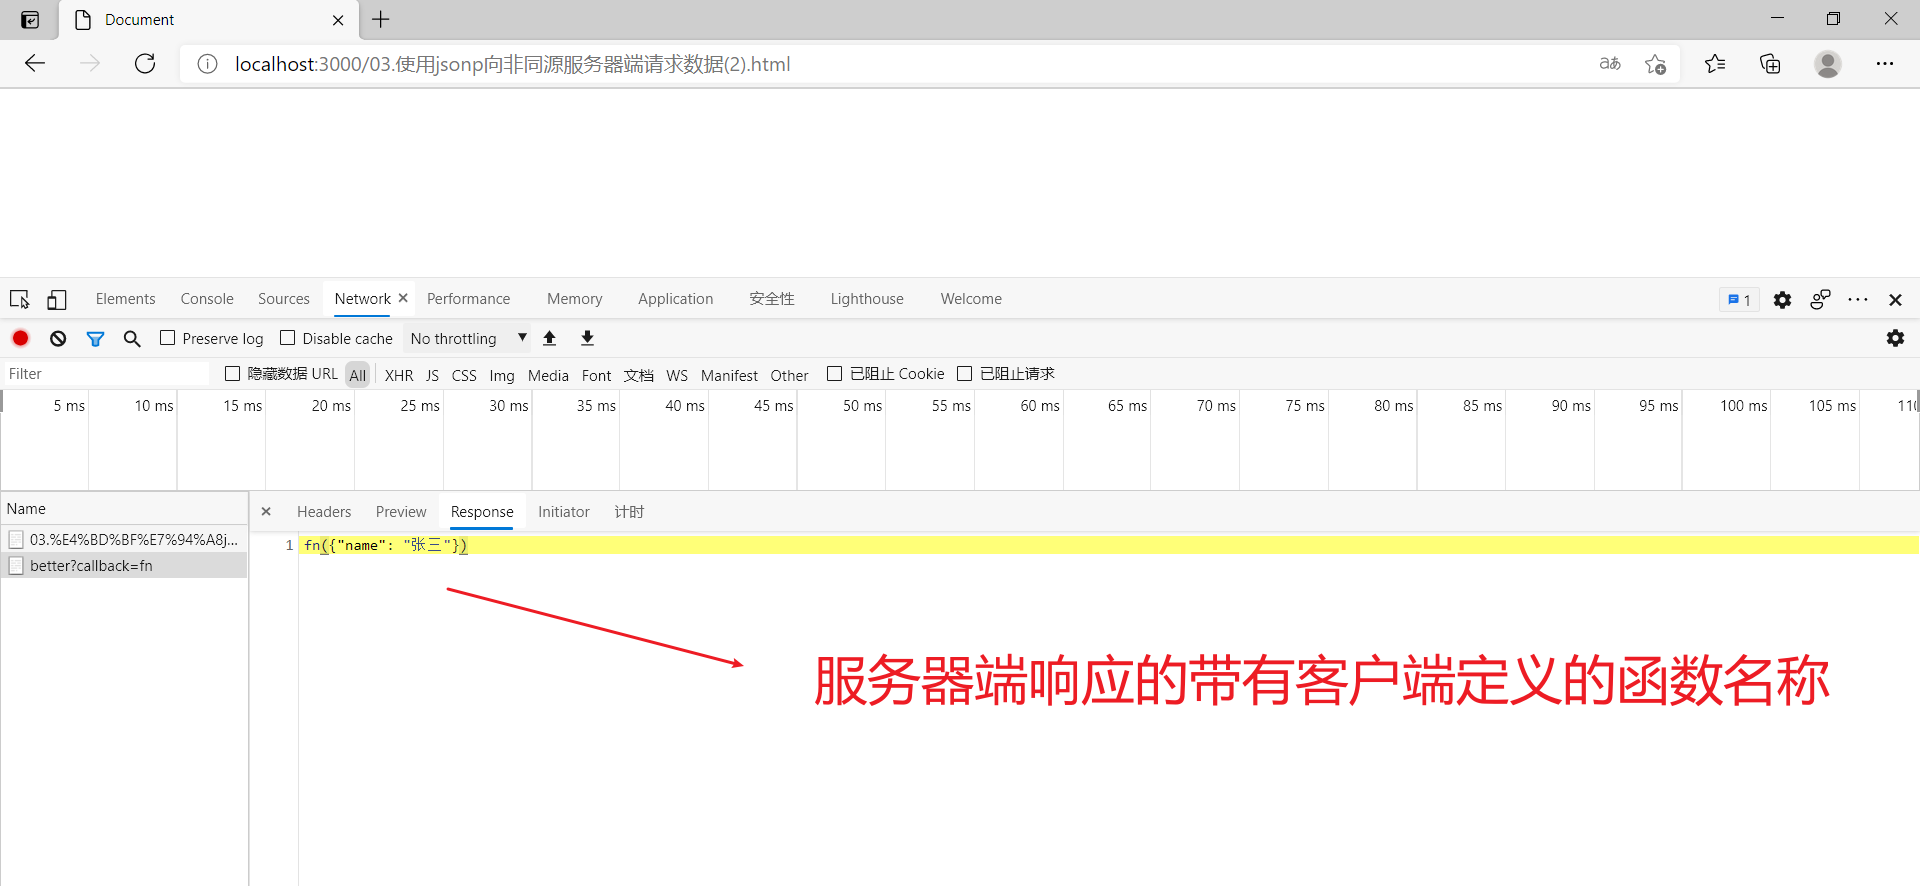 Document
localhost:3000/03.使用jsonp向非同源服务器端请求数据(2).html
aあ
Elements Console Sources Network Performance Memory Application 安全性 Lighthouse Welcome 1
Preserve log Disable cache No throttling
Filter 隐藏数据 URL All XHR JS CSS Img Media Font 文档 WS Manifest Other 已阻止 Cookie 已阻止请求
5 ms 10 ms 15 ms 20 ms 25 ms 30 ms 35 ms 40 ms 45 ms 50 ms 55 ms 60 ms 65 ms 70 ms 75 ms 80 ms 85 ms 90 ms 95 ms 100 ms 105 ms
Name
Headers Preview Response Initiator 计时
03.%E4%BD%BF%E7%94%A8j...
1 fn({"name": "张三"})
better?callback=fn
服务器端响应的带有客户端定义的函数名称